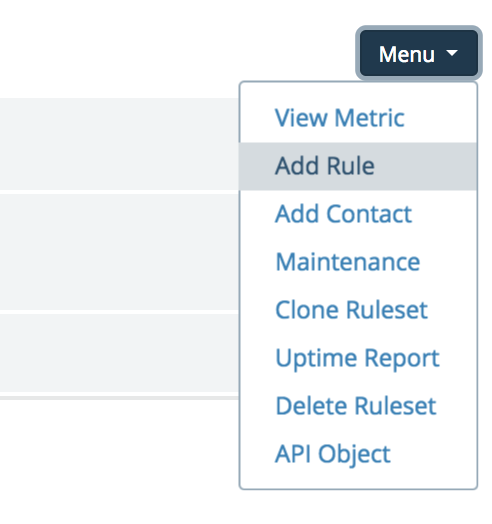 Menu
View Metric
Add Rule
Add Contact
Maintenance
Clone Ruleset
Uptime Report
Delete Ruleset
API Object